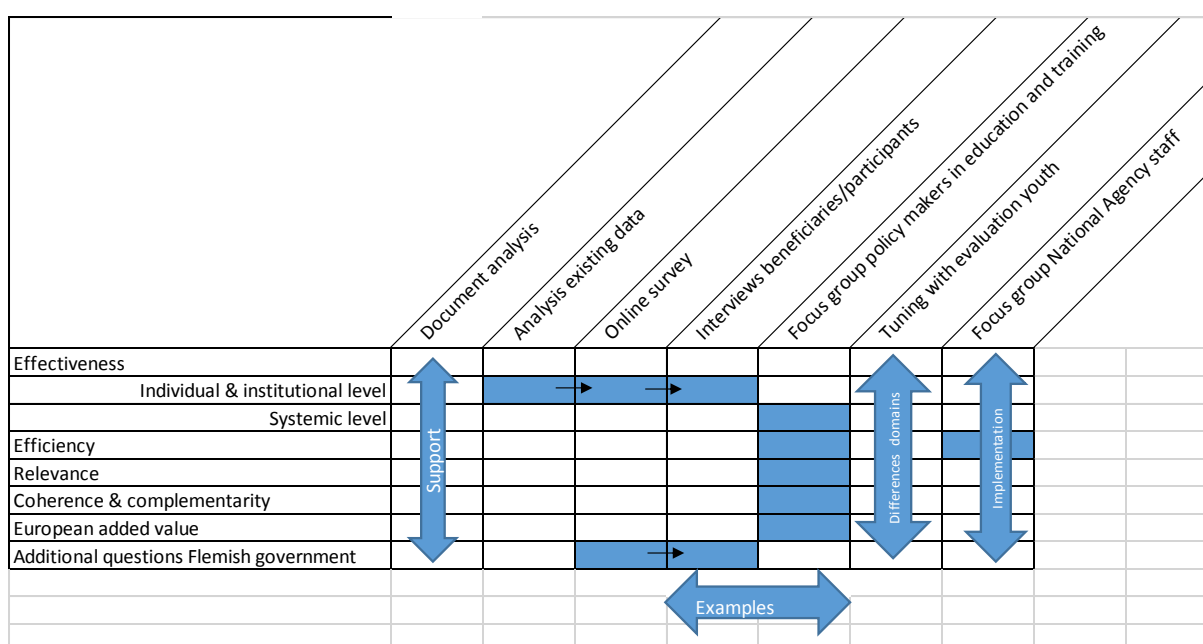 Document analysis
Analysis existing data
Online survey
Interviews beneficiaries/participants
Focus group policy makers in education and training
Tuning with evaluation youth
Focus group National Agency staff
Effectiveness
Individual & institutional level
Systemic level
Efficiency
Relevance
Coherence & complementarity
European added value
Additional questions Flemish government
Support
Differences domains
Implementation
Examples